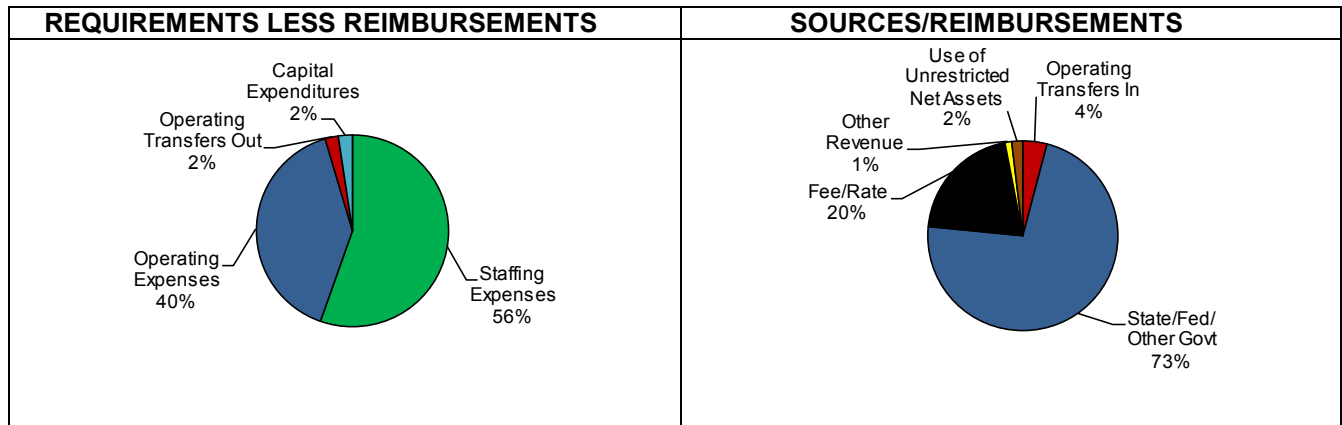 REQUIREMENTS LESS REIMBURSEMENTS
Capital
Expenditures
2%
Operating
Transfers Out
2%
Operating
Expenses
40%
Staffing
Expenses
56%
SOURCES/REIMBURSEMENTS
Use of
Unrestricted
Net Assets
2%
Operating
Transfers In
4%
Other
Revenue
1%
Fee/Rate
20%
State/Fed/
Other Govt
73%